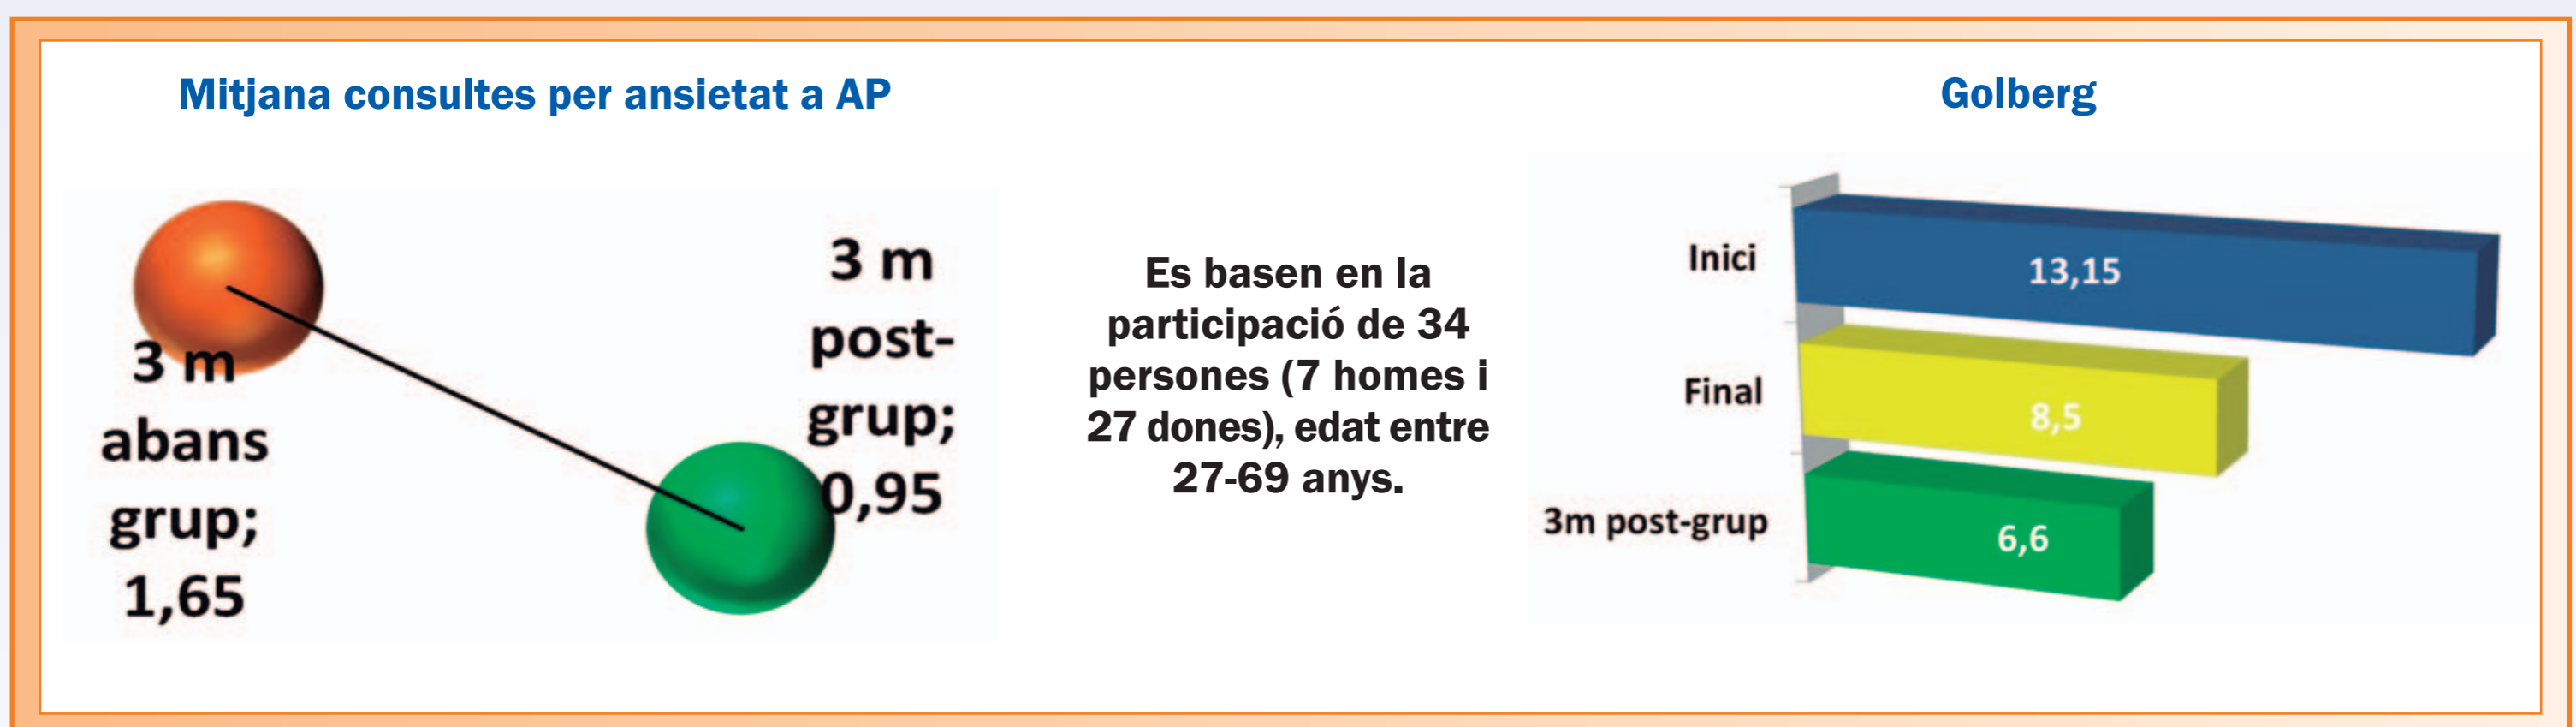 Mitjana consultes per ansietat a AP
3 m
abans
grup;
1,65
3 m
post-
grup;
0,95
Es basen en la
participació de 34
persones (7 homes i
27 dones), edat entre
27-69 anys.
Golberg
Inici
13,15
Final
8,5
3m post-grup
6,6